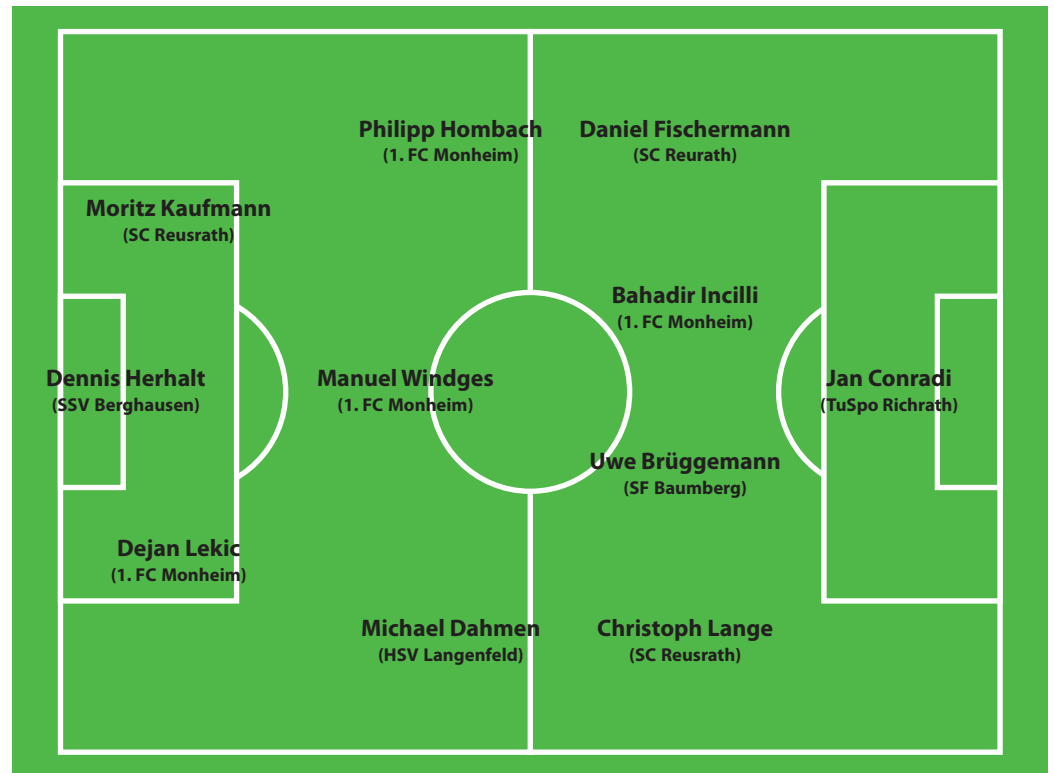 Philipp Hombach
(1. FC Monheim)
Daniel Fischermann
(SC Reurath)
Moritz Kaufmann
(SC Reusrath)
Bahadir Incilli
(1. FC Monheim)
Dennis Herhalt
(SSV Berghausen)
Manuel Windges
(1. FC Monheim)
Jan Conradi
(TuSpo Richrath)
Uwe Brüggemann
(SF Baumberg)
Dejan Lekic
(1. FC Monheim)
Michael Dahmen
(HSV Langenfeld)
Christoph Lange
(SC Reusrath)